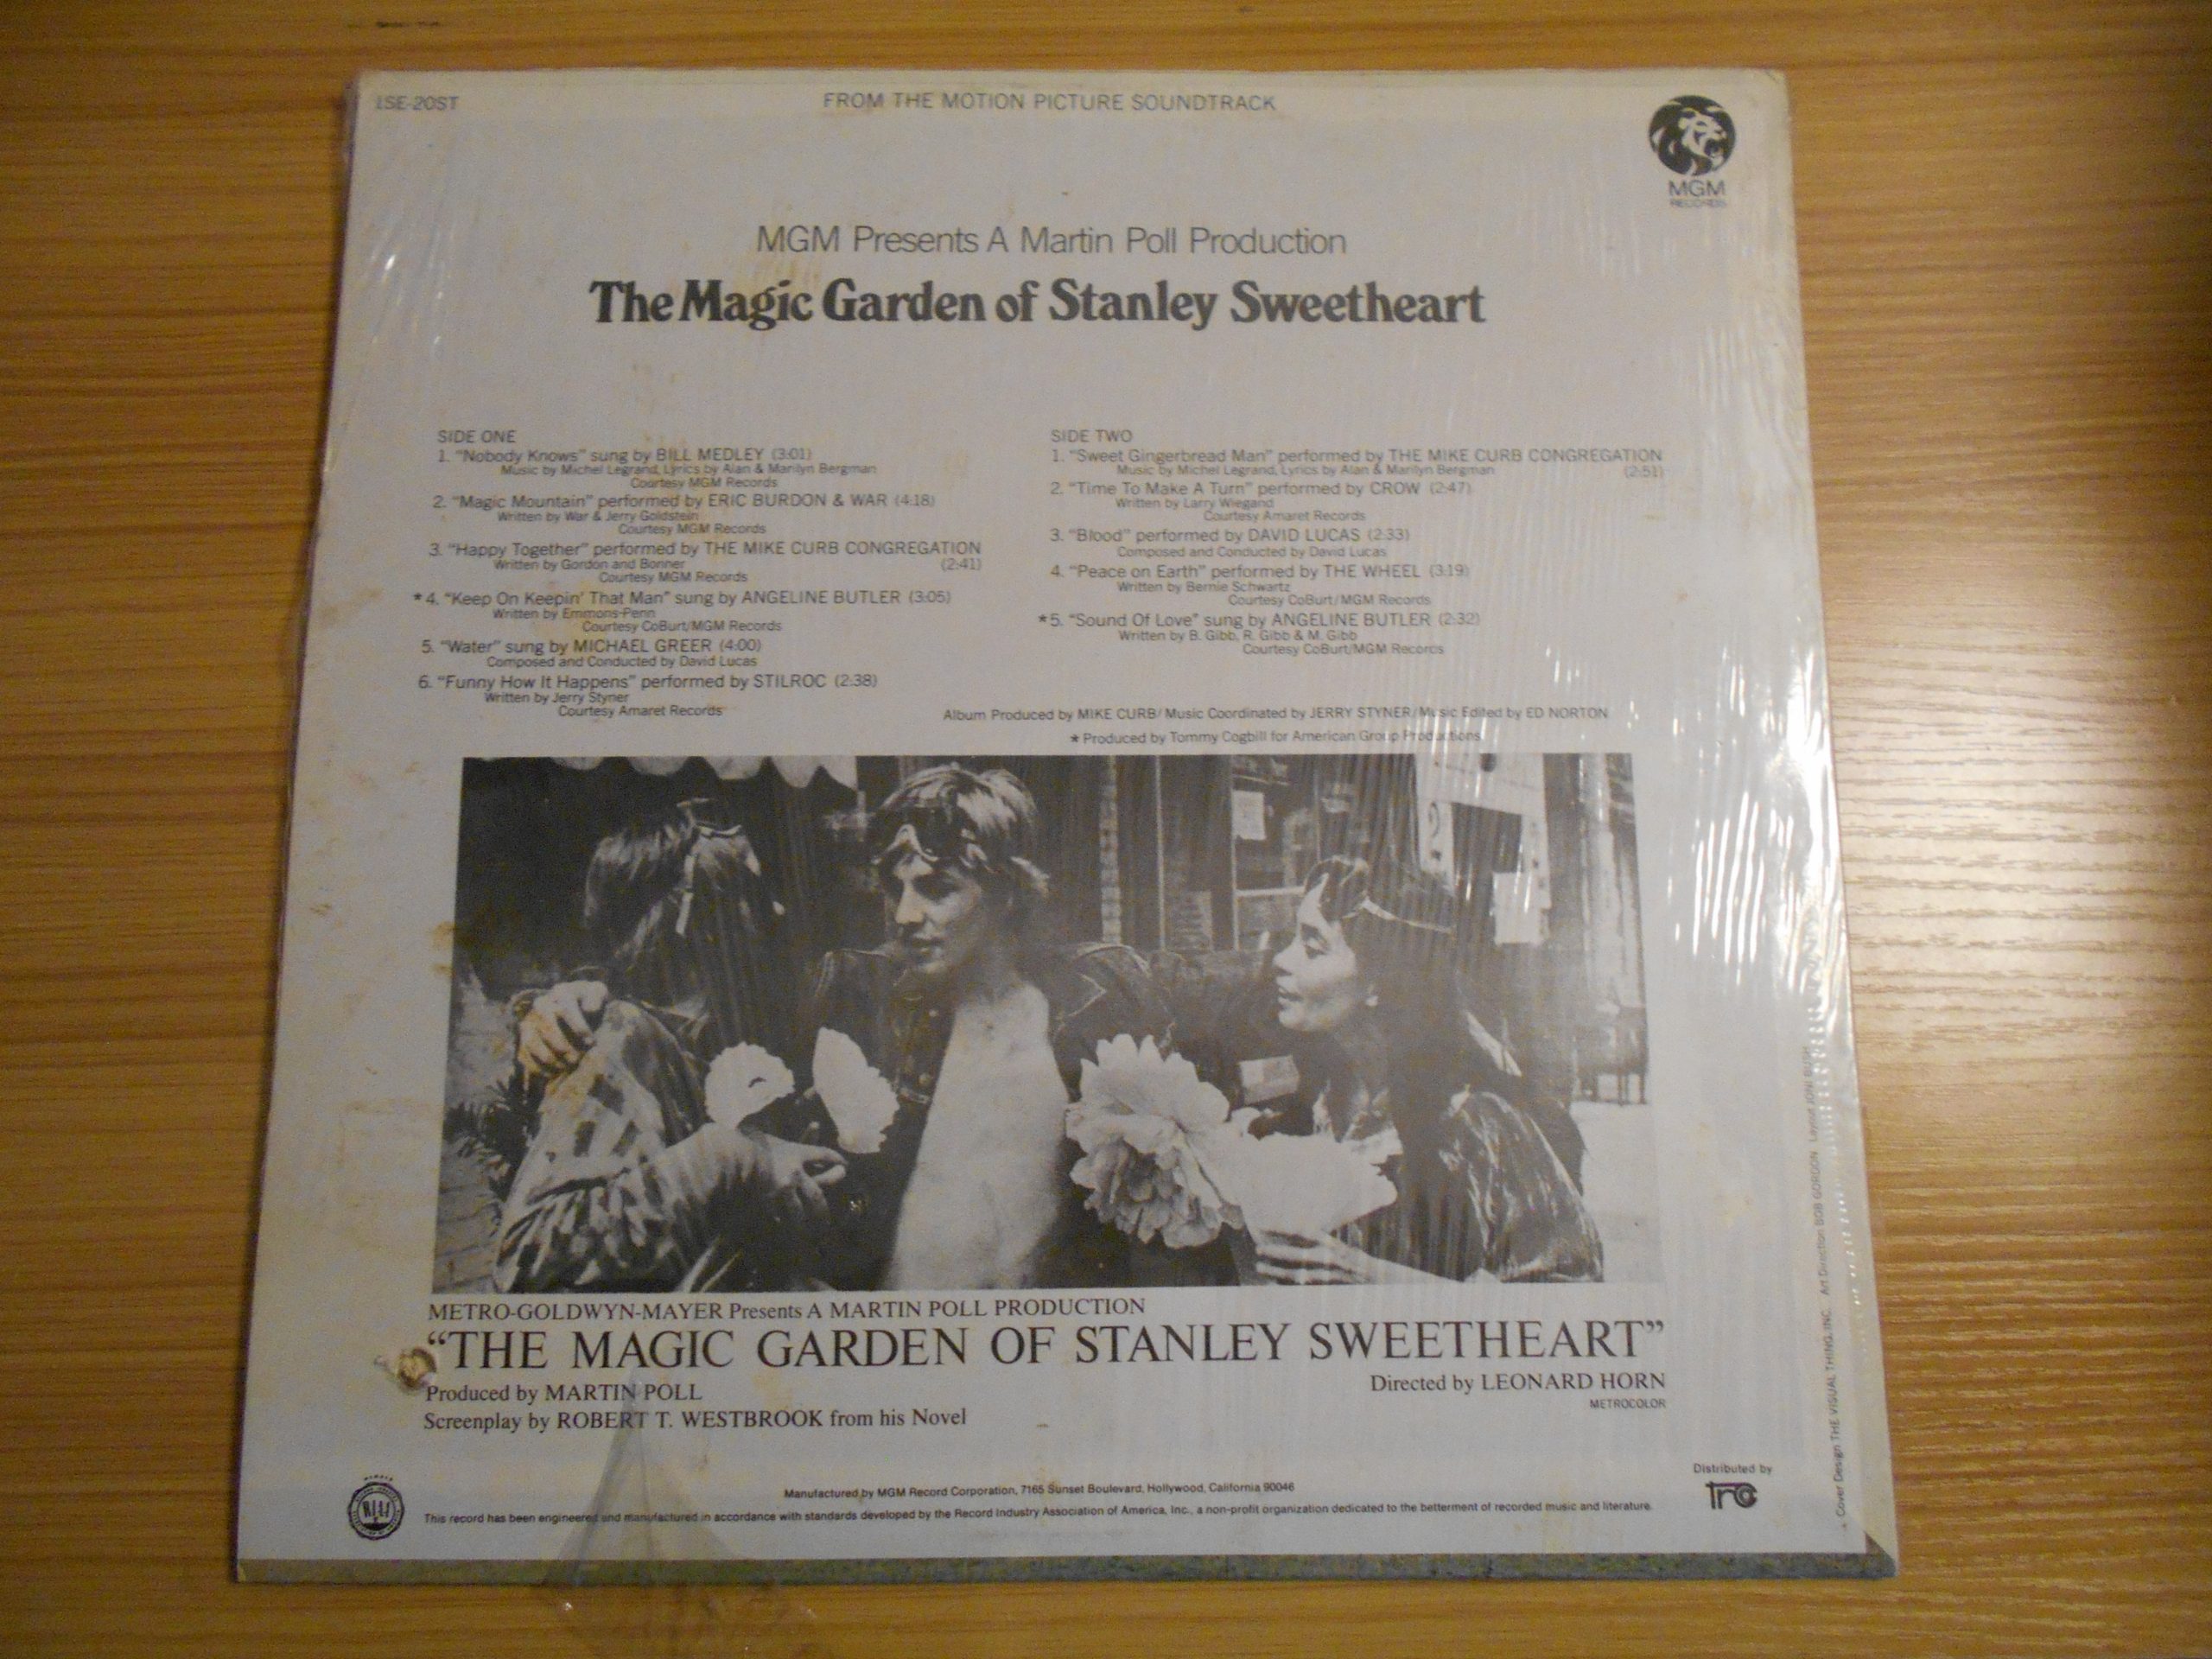 1SE-20ST
FROM THE MOTION PICTURE SOUNDTRACK
MGM
RECORDS
MGM Presents A Martin Poll Production
The Magic Garden of Stanley Sweetheart
SIDE ONE
1. "Nobody Knows" sung by BILL MEDLEY (3:01)
Music by Michel Legrand, Lyrics by Alan & Marilyn Bergman
Courtesy MGM Records
2. "Magic Mountain" performed by ERIC BURDON & WAR (4:18)
Written by War & Jerry Goldstein
Courtesy MGM Records
3. "Happy Together" performed by THE MIKE CURB CONGREGATION
Written by Gordon and Bonner (2:41)
Courtesy MGM Records
*4. "Keep On Keepin' That Man" sung by ANGELINE BUTLER (3:05)
Written by Emmons-Penn
Courtesy CoBurt/MGM Records
5. "Water" sung by MICHAEL GREER (4:00)
Composed and Conducted by David Lucas
6. "Funny How It Happens" performed by STILROC (2:38)
Written by Jerry Styner
Courtesy Amaret Records
SIDE TWO
1. "Sweet Gingerbread Man" performed by THE MIKE CURB CONGREGATION
Music by Michel Legrand, Lyrics by Alan & Marilyn Bergman (2:51)
2. "Time To Make A Turn" performed by CROW (2:47)
Written by Larry Wiegand
Courtesy Amaret Records
3. "Blood" performed by DAVID LUCAS (2:33)
Composed and Conducted by David Lucas
4. "Peace on Earth" performed by THE WHEEL (3:19)
Written by Bernie Schwartz
Courtesy CoBurt/MGM Records
*5. "Sound Of Love" sung by ANGELINE BUTLER (2:32)
Written by B. Gibb, R. Gibb & M. Gibb
Courtesy CoBurt/MGM Records
Album Produced by MIKE CURB/Music Coordinated by JERRY STYNER/Music Edited by ED NORTON
* Produced by Tommy Cogbill for American Group Productions
METRO-GOLDWYN-MAYER Presents A MARTIN POLL PRODUCTION
"THE MAGIC GARDEN OF STANLEY SWEETHEART"
Produced by MARTIN POLL
Directed by LEONARD HORN
METROCOLOR
Screenplay by ROBERT T. WESTBROOK from his Novel
MEMBER
RIAA
Manufactured by MGM Record Corporation, 7165 Sunset Boulevard, Hollywood, California 90046
This record has been engineered and manufactured in accordance with standards developed by the Record Industry Association of America, Inc., a non-profit organization dedicated to the betterment of recorded music and literature.
Distributed by
TRC
Cover Design THE VISUAL THING, INC. Art Direction BOB GORDON Layout